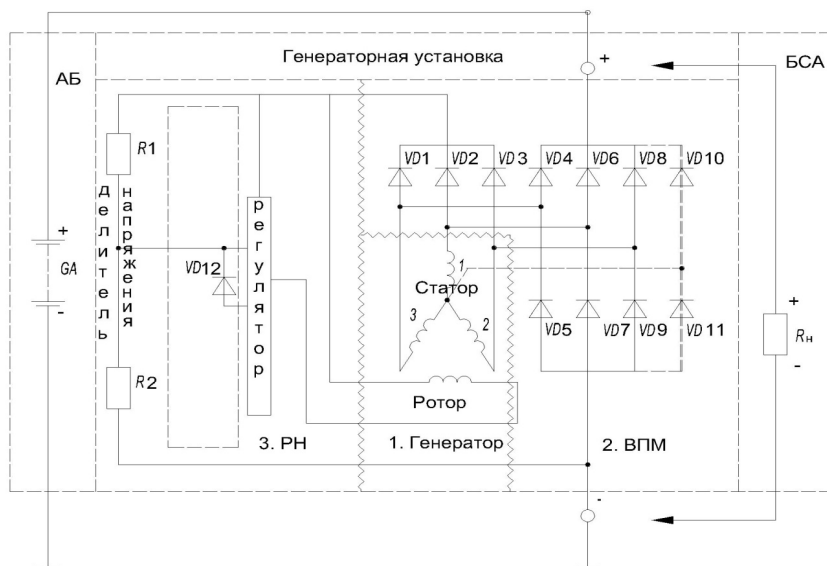 Генераторная установка
АБ
+
БСА
R1
VD1
VD2
VD3
VD4
VD6
VD8
VD10
делитель
напряжения
регулятор
+
GA
-
VD12
1
Статор
3
2
VD5
VD7
VD9
VD11
+
Rн
-
R2
Ротор
3. РН
1. Генератор
2. ВПМ
-